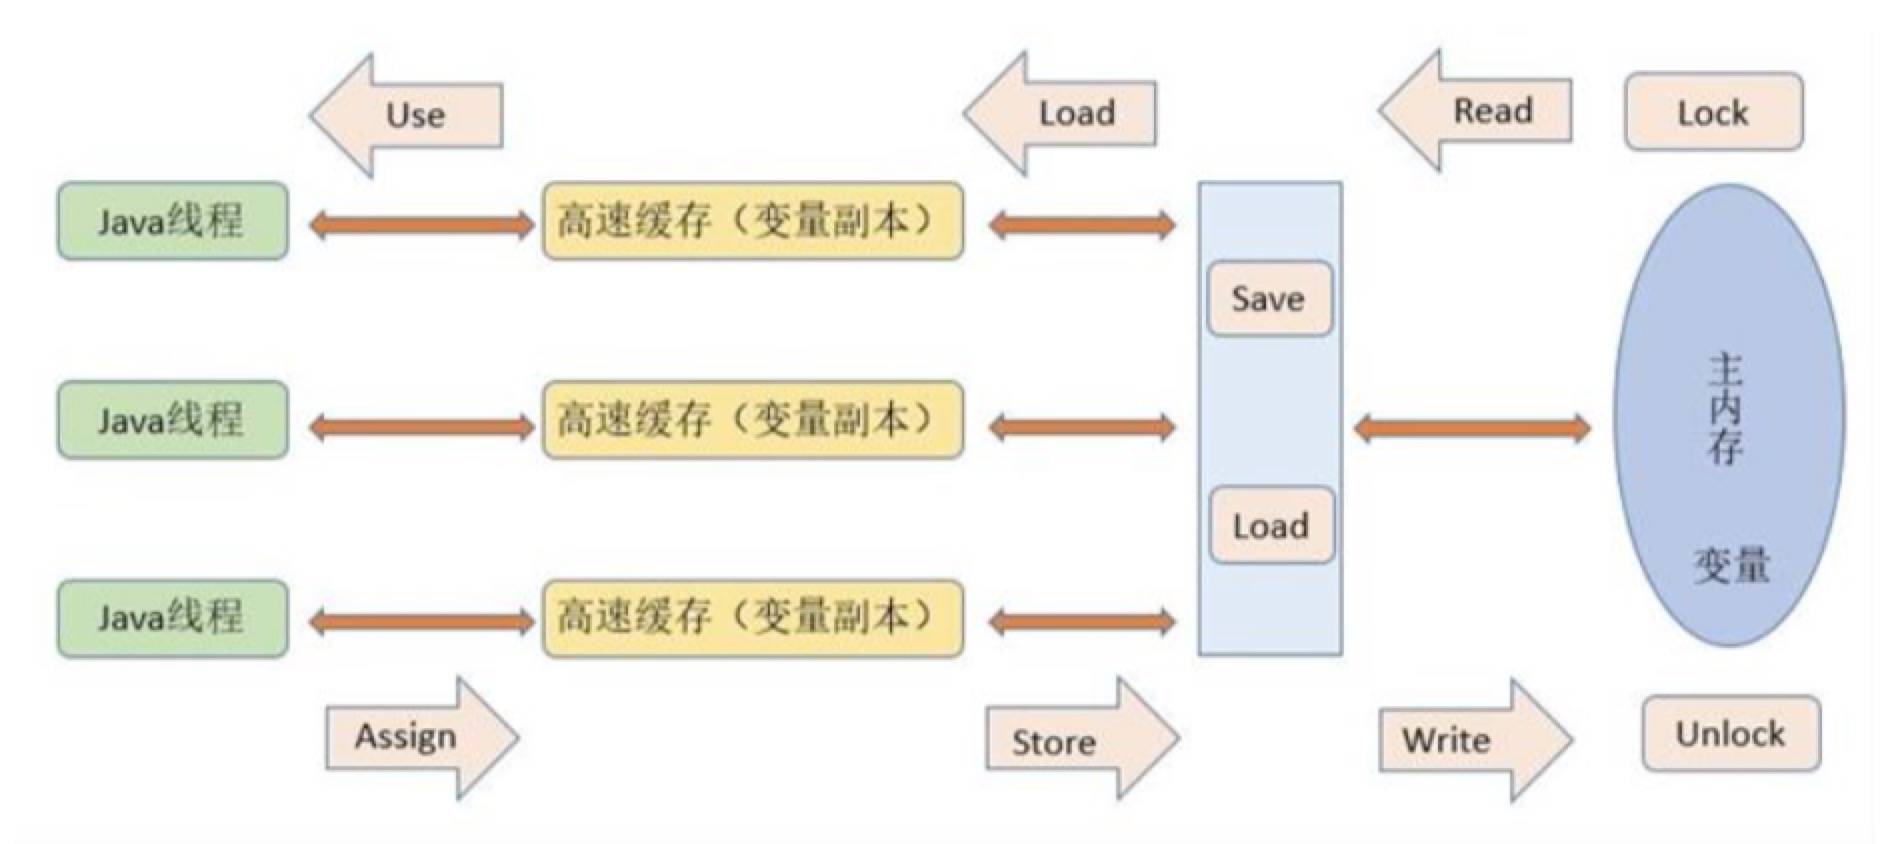 Use
Load
Read
Lock
Java线程
高速缓存（变量副本）
Save
Java线程
高速缓存（变量副本）
主内存
Load
变量
Java线程
高速缓存（变量副本）
Assign
Store
Write
Unlock